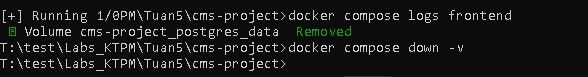 [+] Running 1/0PM\Tuan5\cms-project>docker compose logs frontend
Volume cms-project_postgres_data Removed
T:\test\Labs_KTPM\Tuan5\cms-project>docker compose down -v
T:\test\Labs_KTPM\Tuan5\cms-project>